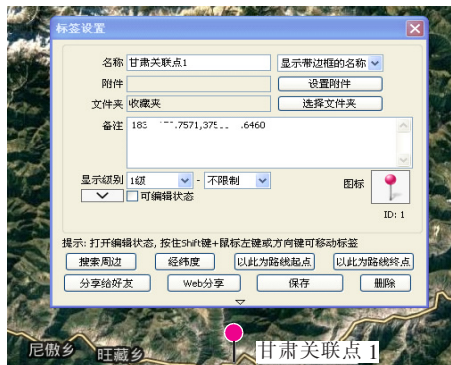 标签设置
名称 甘肃关联点1 显示带边框的名称
附件 设置附件
文件夹 收藏夹 选择文件夹
备注 183 .7571,375 .6460
显示级别 1级 - 不限制 图标
可编辑状态
ID: 1
提示: 打开编辑状态, 按住Shift键+鼠标左键或方向键可移动标签
搜索周边 经纬度 以此为路线起点 以此为路线终点
分享给好友 Web分享 保存 删除
尼傲乡 旺藏乡 甘肃关联点 1